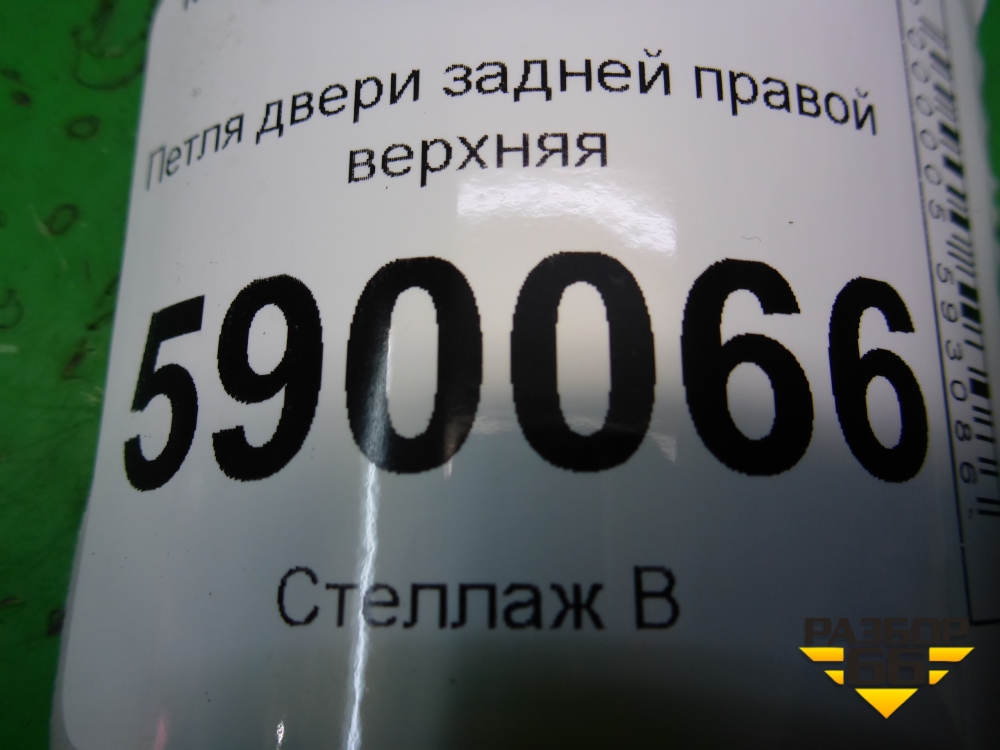 Петля двери задней правой
верхняя
590066
Стеллаж В
РАЗБОР
66